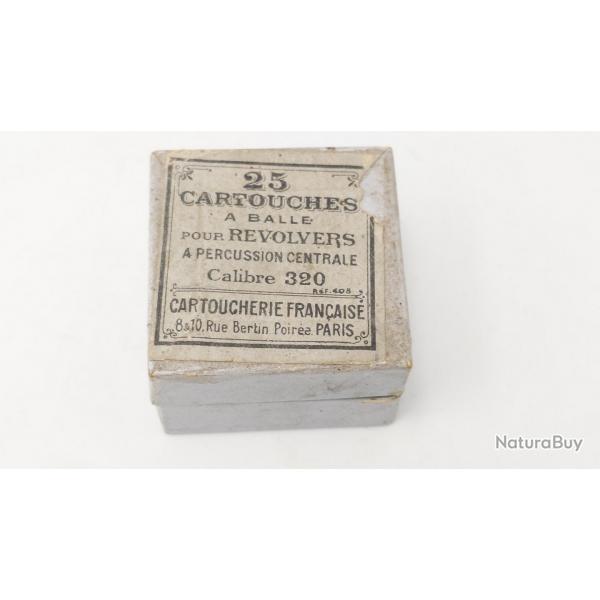 25
CARTOUCHES
A BALLE
POUR REVOLVERS
A PERCUSSION CENTRALE
Calibre 320
REF. 408
CARTOUCHERIE FRANÇAISE
8&10, Rue Bertin Poirée. PARIS
NaturaBuy